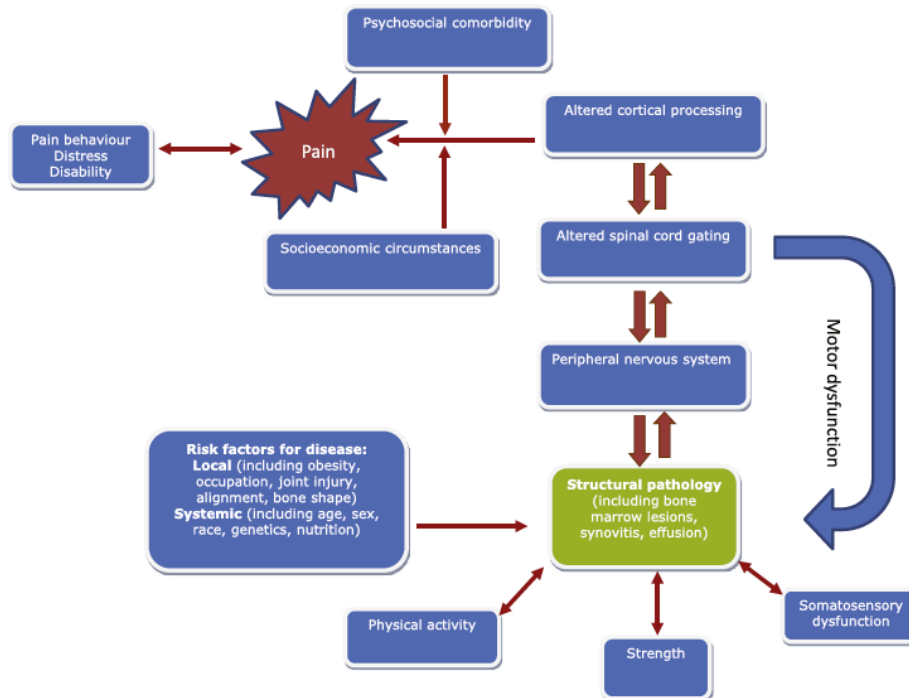 Psychosocial comorbidity
Altered cortical processing
Pain behaviour
Distress
Disability
Pain
Socioeconomic circumstances
Altered spinal cord gating
Motor dysfunction
Peripheral nervous system
Risk factors for disease:
Local (including obesity,
occupation, joint injury,
alignment, bone shape)
Systemic (including age, sex,
race, genetics, nutrition)
Structural pathology
(including bone
marrow lesions,
synovitis, effusion)
Physical activity
Strength
Somatosensory
dysfunction